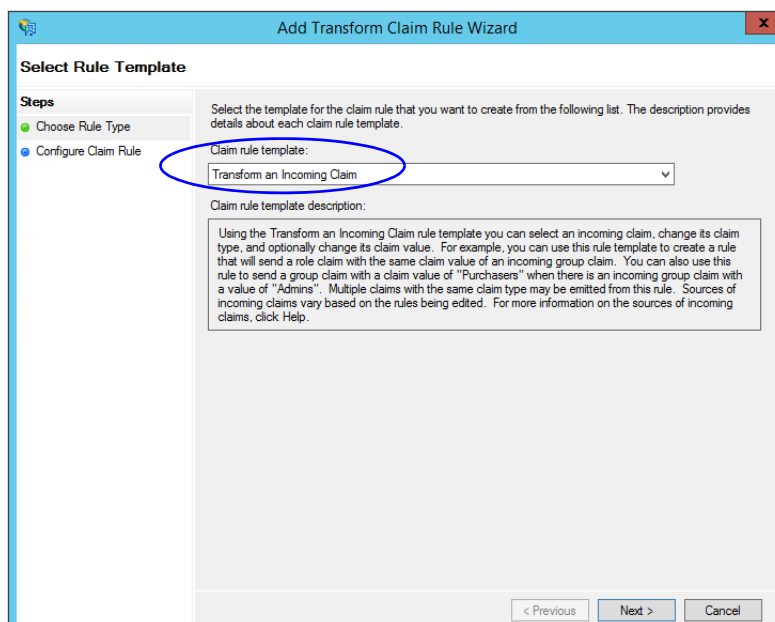 Add Transform Claim Rule Wizard
x
Select Rule Template
Steps
Choose Rule Type
Configure Claim Rule
Select the template for the claim rule that you want to create from the following list. The description provides
details about each claim rule template.
Claim rule template:
Transform an Incoming Claim
Claim rule template description:
Using the Transform an Incoming Claim rule template you can select an incoming claim, change its claim
type, and optionally change its claim value. For example, you can use this rule template to create a rule
that will send a role claim with the same claim value of an incoming group claim. You can also use this
rule to send a group claim with a claim value of "Purchasers" when there is an incoming group claim with
a value of "Admins". Multiple claims with the same claim type may be emitted from this rule. Sources of
incoming claims vary based on the rules being edited. For more information on the sources of incoming
claims, click Help.
< Previous
Next >
Cancel